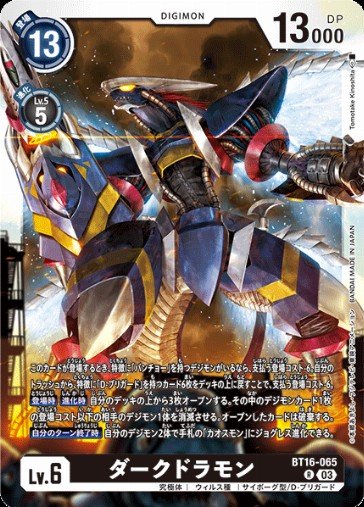 DIGIMON
登場
13
13000
DP
進化
Lv.5
5
Tomotake Kinoshita
BANDAI MADE IN JAPAN
このカードが登場するとき、特徴に「バンチョー」を持つデジモンがいるなら、支払う登場コスト-6。自分の
トラッシュから、特徴に「D・ブリガード」を持つカード6枚をデッキの上に戻すことで、支払う登場コスト-6。
登場時 進化時 自分のデッキの上から3枚オープンする。その中のデジモンカード1枚
の登場コスト以下の相手のデジモン1体を消滅させる。オープンしたカードは破棄する。
自分のターン終了時 自分のデジモン2体で手札の「カオスモン」にジョグレス進化できる。
Lv.6
ダークドラモン
BT16-065
R 03
究極体 ウィルス種 サイボーグ型/D・ブリガード